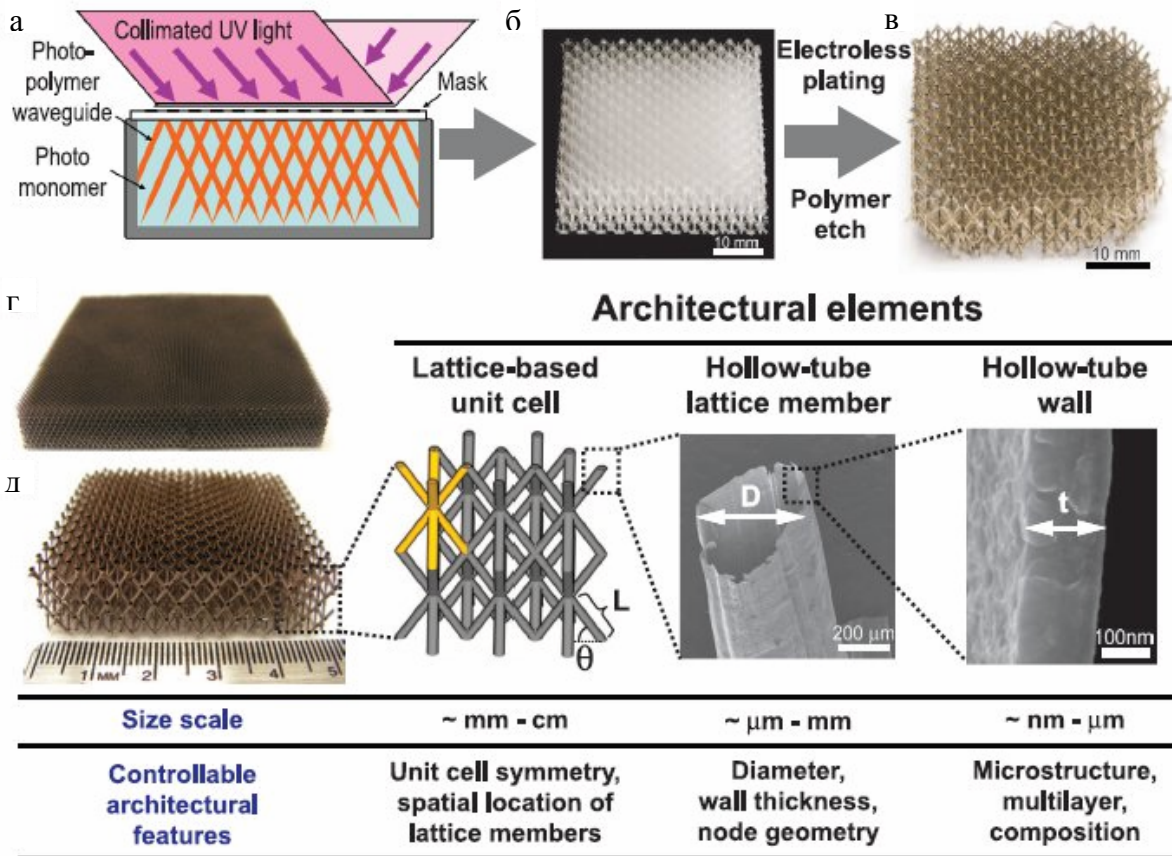 а
Collimated UV light
Photo-
polymer
waveguide
Mask
Photo
monomer
б
10 mm
Electroless
plating
Polymer
etch
в
10 mm
г
Architectural elements
Lattice-based
unit cell
Hollow-tube
lattice member
Hollow-tube
wall
д
L
θ
D
200 µm
t
100nm
1 MM 2 3 4 5
Size scale
~ mm - cm
~ µm - mm
~ nm - µm
Controllable
architectural
features
Unit cell symmetry,
spatial location of
lattice members
Diameter,
wall thickness,
node geometry
Microstructure,
multilayer,
composition